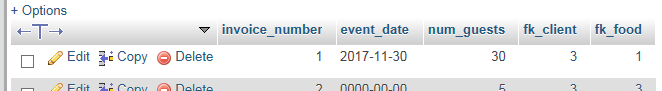 + Options
←T→ invoice_number event_date num_guests fk_client fk_food
Edit Copy Delete 1 2017-11-30 30 3 1
Edit Copy Delete 2 0000-00-00 5 3 3